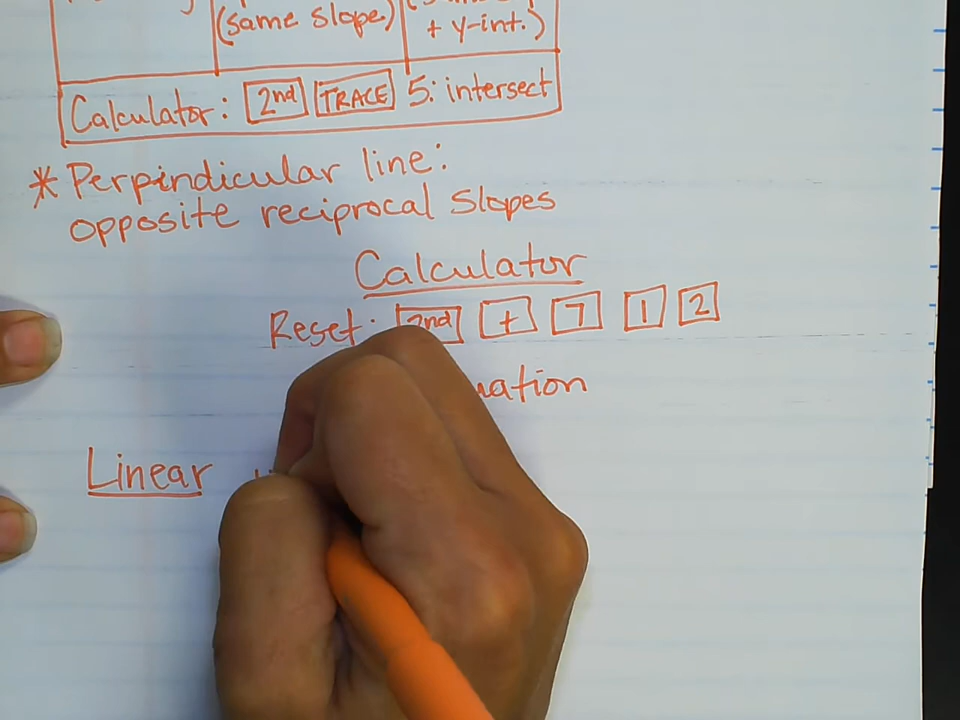 (same slope)
+ y-int.)
Calculator: 2nd TRACE 5: intersect
* Perpindicular line:
opposite reciprocal slopes
Calculator
Reset: 2nd + 7 1 2
Linear